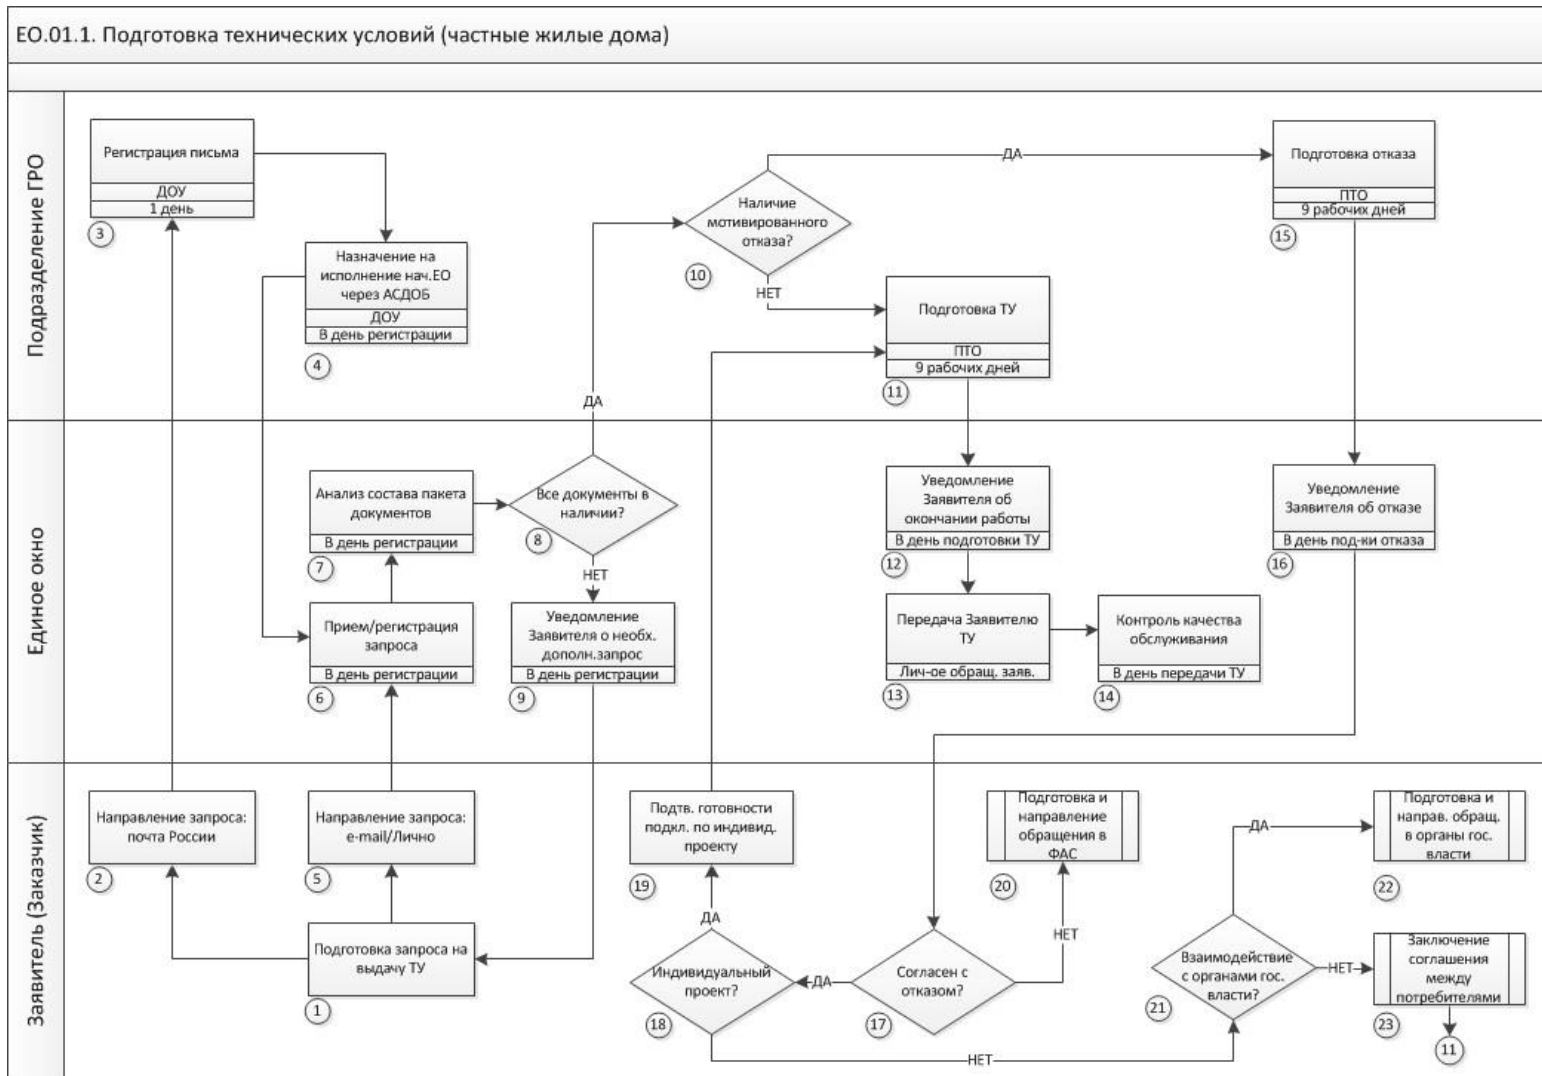 ЕО.01.1. Подготовка технических условий (частные жилые дома)
Подразделение ГРО
Регистрация письма
ДОУ
1 день
3
Назначение на
исполнение нач.ЕО
через АСДОБ
ДОУ
В день регистрации
4
ДА
Наличие
мотивированного
отказа?
10
ДА
НЕТ
Подготовка ТУ
ПТО
9 рабочих дней
11
Подготовка отказа
ПТО
9 рабочих дней
15
Единое окно
Анализ состава пакета
документов
В день регистрации
7
Все документы в
наличии?
8
НЕТ
Прием/регистрация
запроса
В день регистрации
6
Уведомление
Заявителя о необх.
дополн.запрос
В день регистрации
9
Уведомление
Заявителя об
окончании работы
В день подготовки ТУ
12
Передача Заявителю
ТУ
Лич-ое обращ. заяв.
13
Контроль качества
обслуживания
В день передачи ТУ
14
Уведомление
Заявителя об отказе
В день под-ки отказа
16
Заявитель (Заказчик)
Направление запроса:
почта России
2
Направление запроса:
e-mail/Лично
5
Подготовка запроса на
выдачу ТУ
1
Подтв. готовности
подкл. по индивид.
проекту
19
ДА
Индивидуальный
проект?
18
ДА
Согласен с
отказом?
17
НЕТ
Подготовка и
направление
обращения в
ФАС
20
НЕТ
Взаимодействие
с органами гос.
власти?
21
ДА
Подготовка и
направ. обращ.
в органы гос.
власти
22
НЕТ
Заключение
соглашения
между
потребителями
23
11